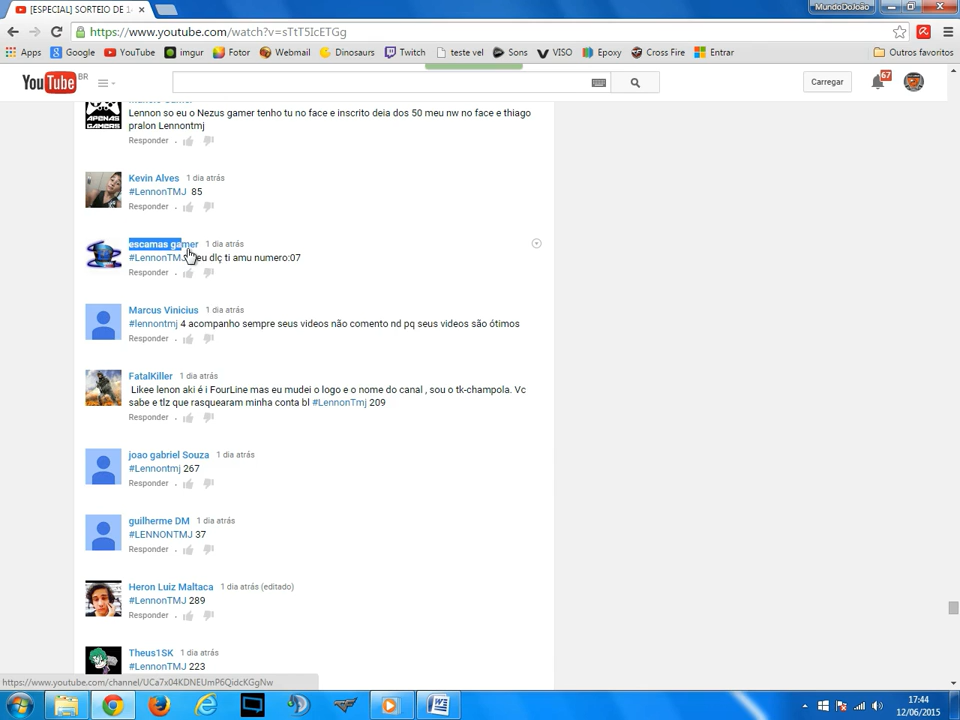 [ESPECIAL] SORTEIO DE 1
MundoDoJoão
https://www.youtube.com/watch?v=sTtT5IcETGg
Apps Google YouTube imgur Fotor Webmail Dinosaurs Twitch teste vel Sons VISO Epoxy Cross Fire Entrar Outros favoritos
YouTube BR
Carregar
67
APENAS GAMERS
Lennon so eu o Nezus gamer tenho tu no face e inscrito deia dos 50 meu nw no face e thiago
pralon Lennontmj
Responder
Kevin Alves 1 dia atrás
#LennonTMJ 85
Responder
escamas gamer 1 dia atrás
#LennonTMJ eu dlç ti amu numero:07
Responder
Marcus Vinicius 1 dia atrás
#lennontmj 4 acompanho sempre seus videos não comento nd pq seus videos são ótimos
Responder
FatalKiller 1 dia atrás
Likee lenon aki é i FourLine mas eu mudei o logo e o nome do canal , sou o tk-champola. Vc
sabe e tlz que rasquearam minha conta bl #LennonTmj 209
Responder
joao gabriel Souza 1 dia atrás
#Lennontmj 267
Responder
guilherme DM 1 dia atrás
#LENNONTMJ 37
Responder
Heron Luiz Maltaca 1 dia atrás (editado)
#LennonTMJ 289
Responder
Theus1SK 1 dia atrás
#LennonTMJ 223
https://www.youtube.com/channel/UCa7x04KDNEUmP6QidcKGgNw
17:44
12/06/2015